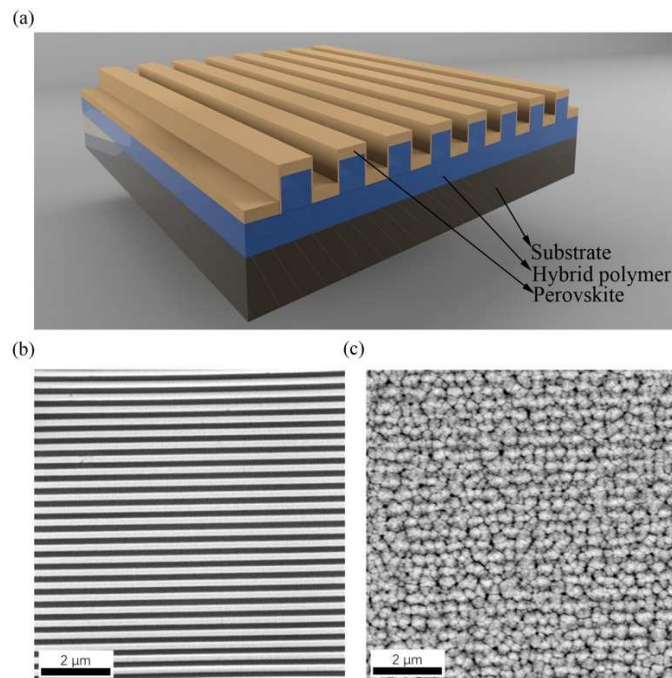 (a)
Substrate
Hybrid polymer
Perovskite
(b)
(c)
2 μm
2 μm